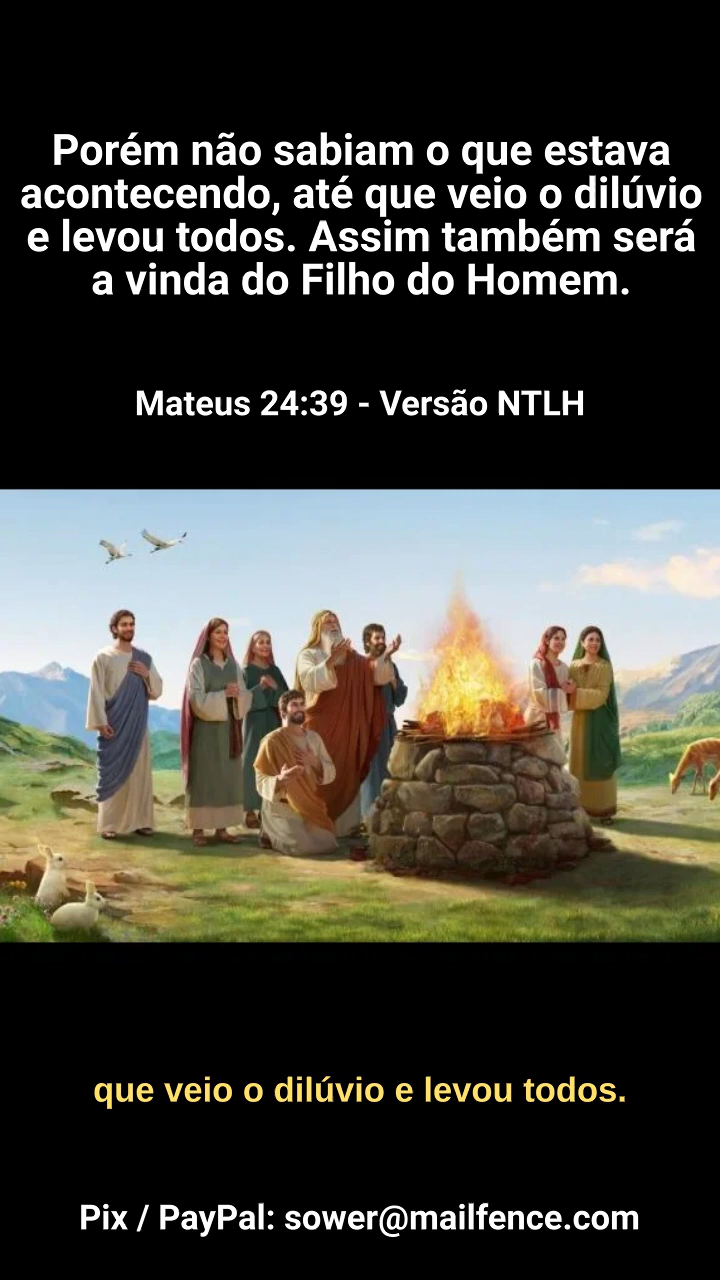 Porém não sabiam o que estava
acontecendo, até que veio o dilúvio
e levou todos. Assim também será
a vinda do Filho do Homem.
Mateus 24:39 - Versão NTLH
que veio o dilúvio e levou todos.
Pix / PayPal: sower@mailfence.com